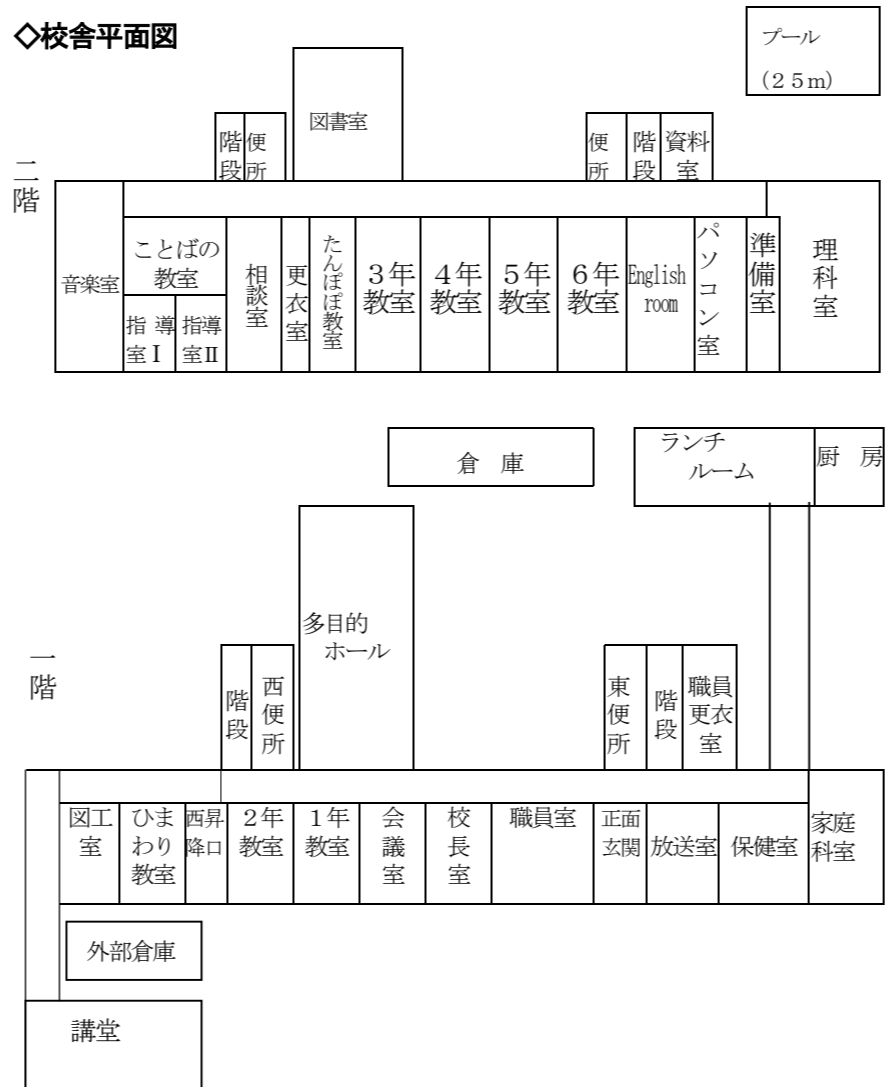 ◇校舎平面図
プール
(２５m)
二階
階段
便所
図書室
便所
階段
資料室
音楽室
ことばの
教室
指導
室Ⅰ
指導
室Ⅱ
相談室
更衣室
たんぽぽ教室
３年
教室
４年
教室
５年
教室
６年
教室
English
room
パソコン室
準備室
理科室
倉庫
ランチ
ルーム
厨房
一階
階段
西便所
多目的
ホール
東便所
階段
職員
更衣
室
図工
室
ひま
わり
教室
西昇
降口
２年
教室
１年
教室
会議室
校長室
職員室
正面
玄関
放送室
保健室
家庭
科室
外部倉庫
講堂